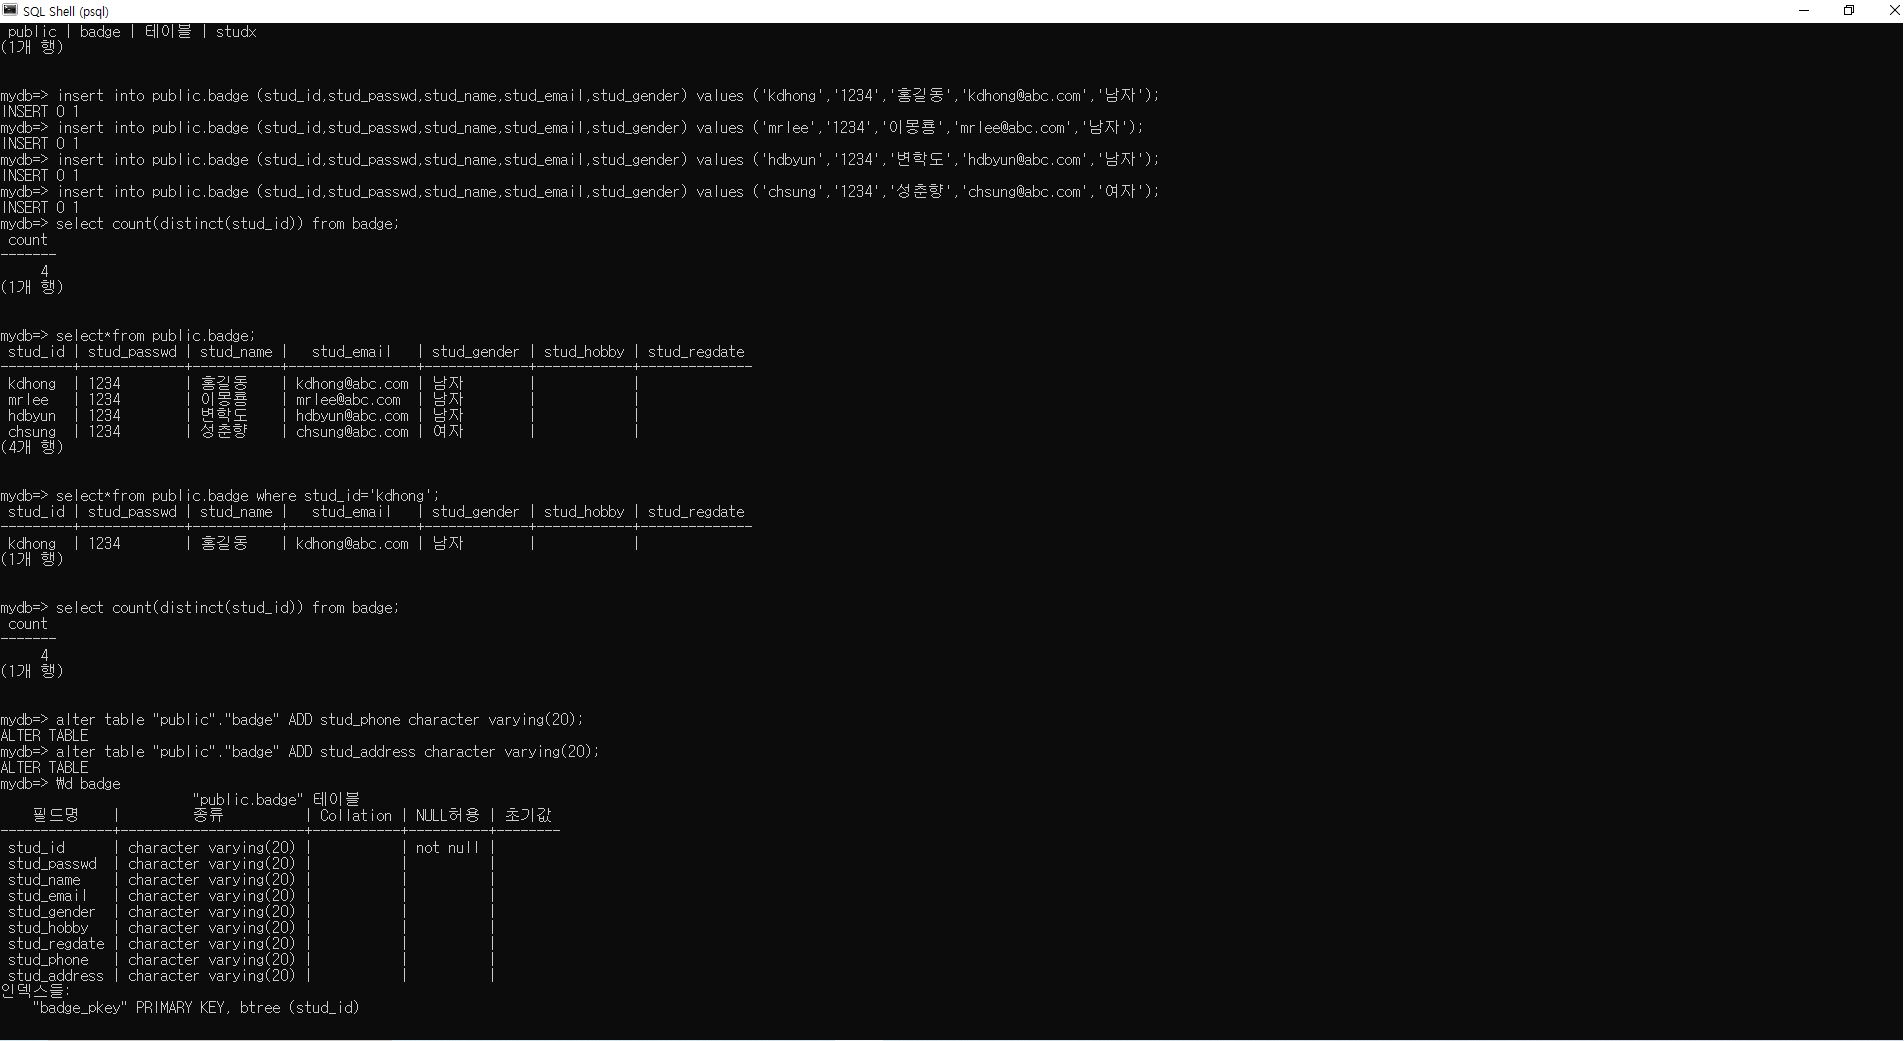 SQL Shell (psql)
 public | badge | 테이블 | studx
(1개 행)
mydb=> insert into public.badge (stud_id,stud_passwd,stud_name,stud_email,stud_gender) values ('kdhong','1234','홍길동','kdhong@abc.com','남자');
INSERT 0 1
mydb=> insert into public.badge (stud_id,stud_passwd,stud_name,stud_email,stud_gender) values ('mrlee','1234','이몽룡','mrlee@abc.com','남자');
INSERT 0 1
mydb=> insert into public.badge (stud_id,stud_passwd,stud_name,stud_email,stud_gender) values ('hdbyun','1234','변학도','hdbyun@abc.com','남자');
INSERT 0 1
mydb=> insert into public.badge (stud_id,stud_passwd,stud_name,stud_email,stud_gender) values ('chsung','1234','성춘향','chsung@abc.com','여자');
INSERT 0 1
mydb=> select count(distinct(stud_id)) from badge;
 count
-------
     4
(1개 행)
mydb=> select*from public.badge;
 stud_id | stud_passwd | stud_name |   stud_email   | stud_gender | stud_hobby | stud_regdate
---------+-------------+-----------+----------------+-------------+------------+--------------
 kdhong  | 1234        | 홍길동    | kdhong@abc.com | 남자        |            |
 mrlee   | 1234        | 이몽룡    | mrlee@abc.com  | 남자        |            |
 hdbyun  | 1234        | 변학도    | hdbyun@abc.com | 남자        |            |
 chsung  | 1234        | 성춘향    | chsung@abc.com | 여자        |            |
(4개 행)
mydb=> select*from public.badge where stud_id='kdhong';
 stud_id | stud_passwd | stud_name |   stud_email   | stud_gender | stud_hobby | stud_regdate
---------+-------------+-----------+----------------+-------------+------------+--------------
 kdhong  | 1234        | 홍길동    | kdhong@abc.com | 남자        |            |
(1개 행)
mydb=> select count(distinct(stud_id)) from badge;
 count
-------
     4
(1개 행)
mydb=> alter table "public"."badge" ADD stud_phone character varying(20);
ALTER TABLE
mydb=> alter table "public"."badge" ADD stud_address character varying(20);
ALTER TABLE
mydb=> ₩d badge
                        "public.badge" 테이블
    필드명    |         종류          | Collation | NULL허용 | 초기값
--------------+-----------------------+-----------+----------+--------
 stud_id      | character varying(20) |           | not null |
 stud_passwd  | character varying(20) |           |          |
 stud_name    | character varying(20) |           |          |
 stud_email   | character varying(20) |           |          |
 stud_gender  | character varying(20) |           |          |
 stud_hobby   | character varying(20) |           |          |
 stud_regdate | character varying(20) |           |          |
 stud_phone   | character varying(20) |           |          |
 stud_address | character varying(20) |           |          |
인덱스들:
    "badge_pkey" PRIMARY KEY, btree (stud_id)